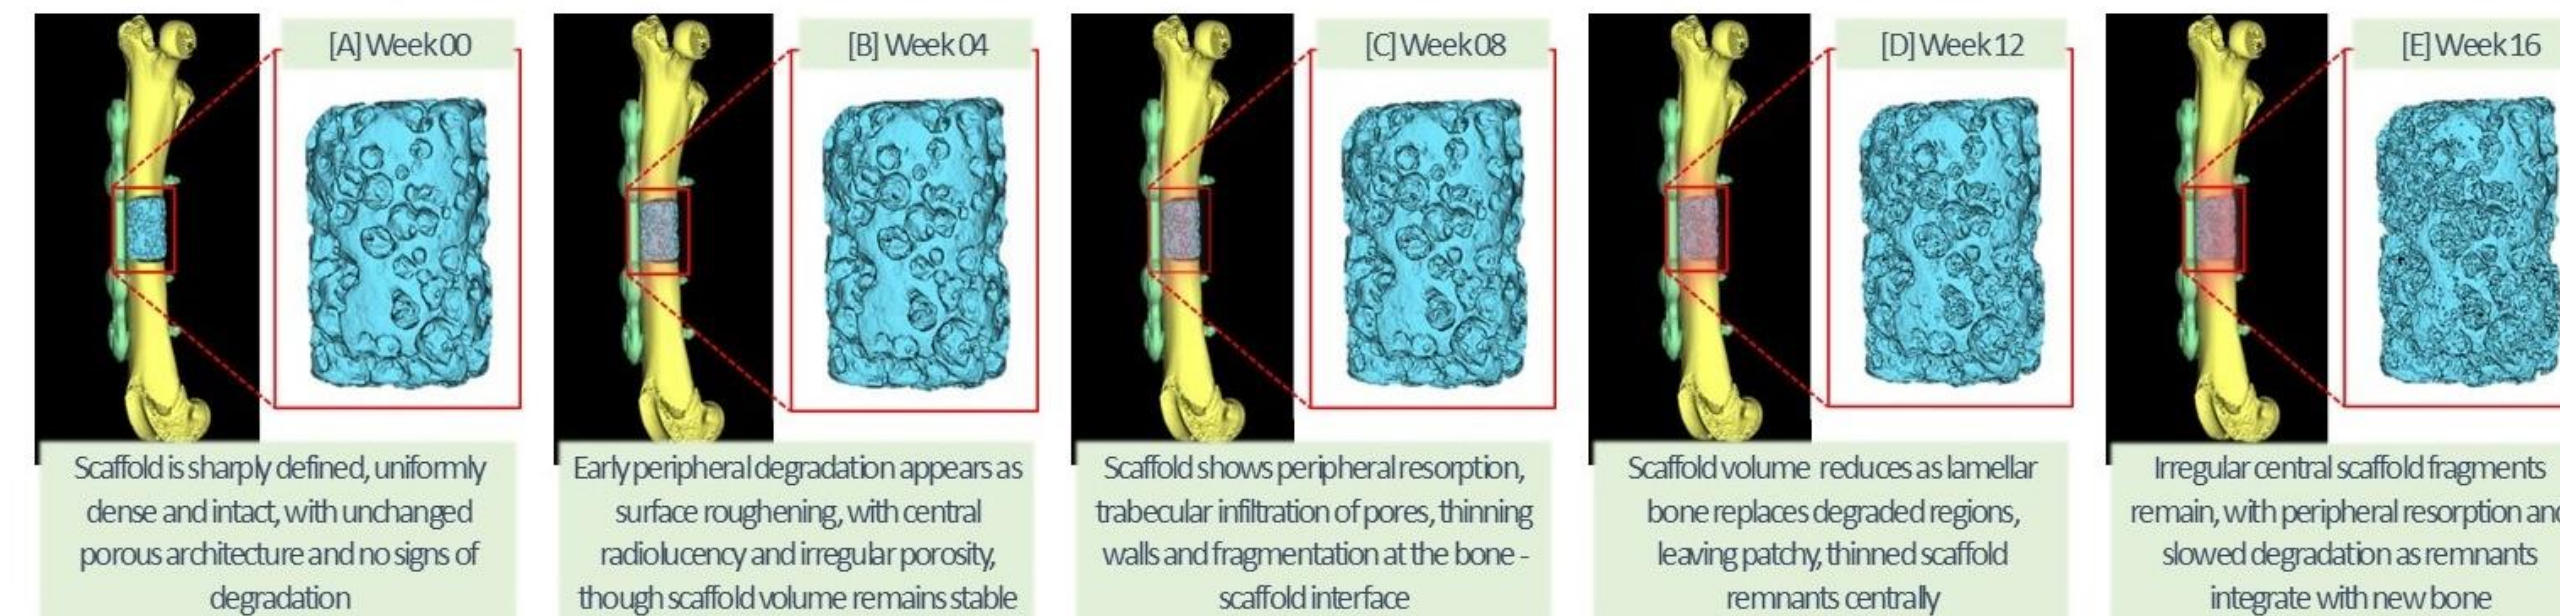 [A] Week 00
[B] Week 04
[C] Week 08
[D] Week 12
[E] Week 16
Scaffold is sharply defined, uniformly
dense and intact, with unchanged
porous architecture and no signs of
degradation
Early peripheral degradation appears as
surface roughening, with central
radiolucency and irregular porosity,
though scaffold volume remains stable
Scaffold shows peripheral resorption,
trabecular infiltration of pores, thinning
walls and fragmentation at the bone -
scaffold interface
Scaffold volume reduces as lamellar
bone replaces degraded regions,
leaving patchy, thinned scaffold
remnants centrally
Irregular central scaffold fragments
remain, with peripheral resorption and
slowed degradation as remnants
integrate with new bone